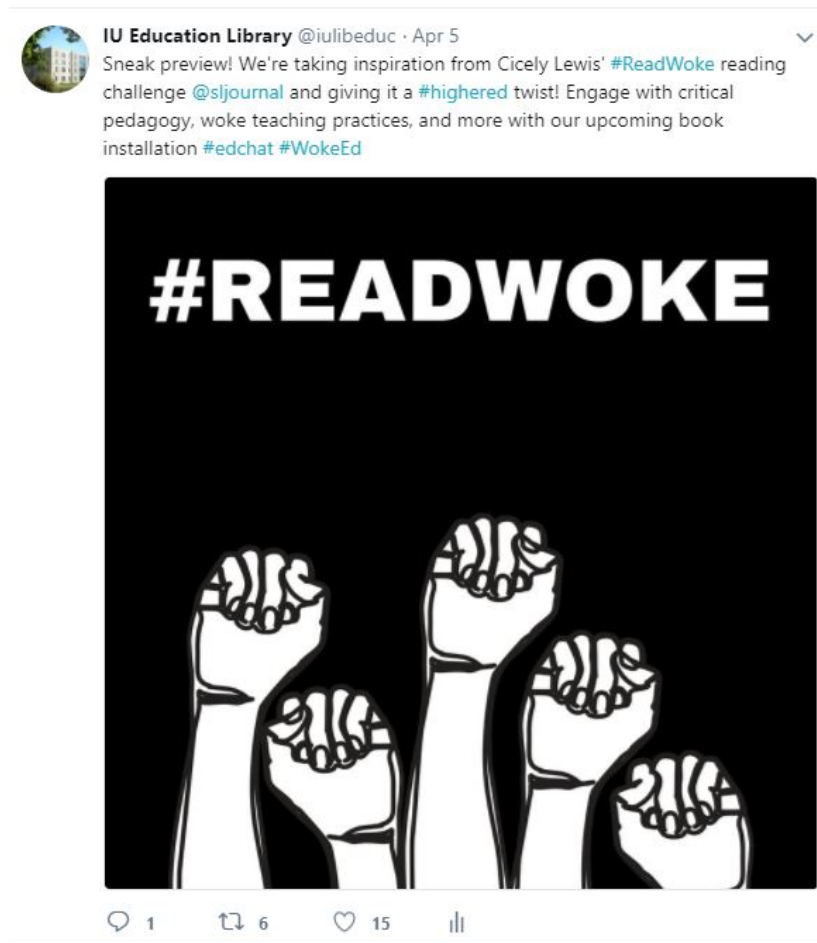 IU Education Library @iulibeduc · Apr 5
Sneak preview! We're taking inspiration from Cicely Lewis' #ReadWoke reading
challenge @sljournal and giving it a #highered twist! Engage with critical
pedagogy, woke teaching practices, and more with our upcoming book
installation #edchat #WokeEd
#READWOKE
1 6 15